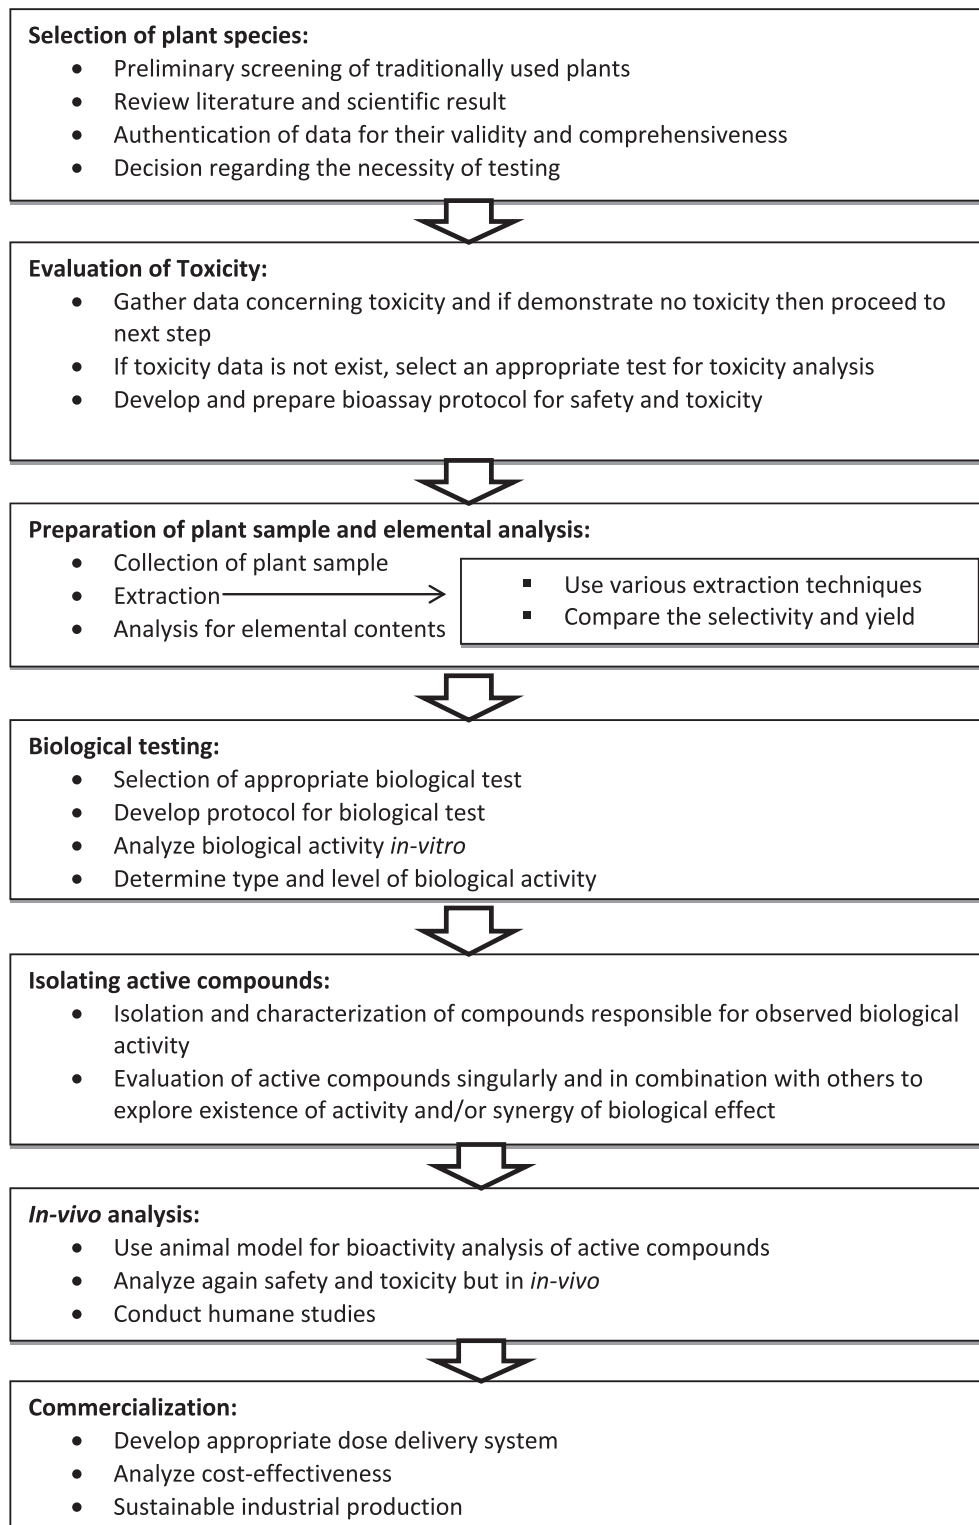 Selection of plant species:
• Preliminary screening of traditionally used plants
• Review literature and scientific result
• Authentication of data for their validity and comprehensiveness
• Decision regarding the necessity of testing
Evaluation of Toxicity:
• Gather data concerning toxicity and if demonstrate no toxicity then proceed to
next step
• If toxicity data is not exist, select an appropriate test for toxicity analysis
• Develop and prepare bioassay protocol for safety and toxicity
Preparation of plant sample and elemental analysis:
• Collection of plant sample
• Extraction
• Analysis for elemental contents
▪ Use various extraction techniques
▪ Compare the selectivity and yield
Biological testing:
• Selection of appropriate biological test
• Develop protocol for biological test
• Analyze biological activity in-vitro
• Determine type and level of biological activity
Isolating active compounds:
• Isolation and characterization of compounds responsible for observed biological
activity
• Evaluation of active compounds singularly and in combination with others to
explore existence of activity and/or synergy of biological effect
In-vivo analysis:
• Use animal model for bioactivity analysis of active compounds
• Analyze again safety and toxicity but in in-vivo
• Conduct humane studies
Commercialization:
• Develop appropriate dose delivery system
• Analyze cost-effectiveness
• Sustainable industrial production